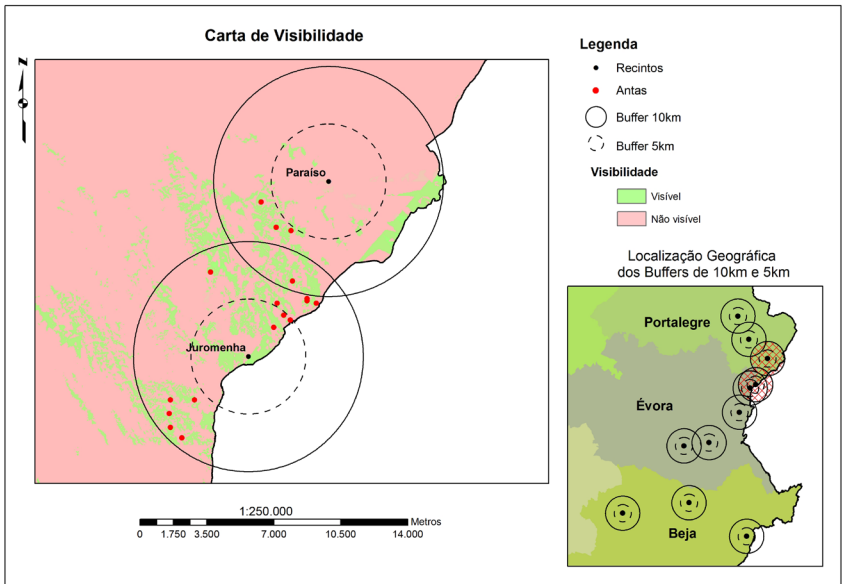 Carta de Visibilidade
N
Paraíso
Juromenha
1:250.000
Metros
0 1.750 3.500 7.000 10.500 14.000
Legenda
Recintos
Antas
Buffer 10km
Buffer 5km
Visibilidade
Visível
Não visível
Localização Geográfica
dos Buffers de 10km e 5km
Portalegre
Évora
Beja